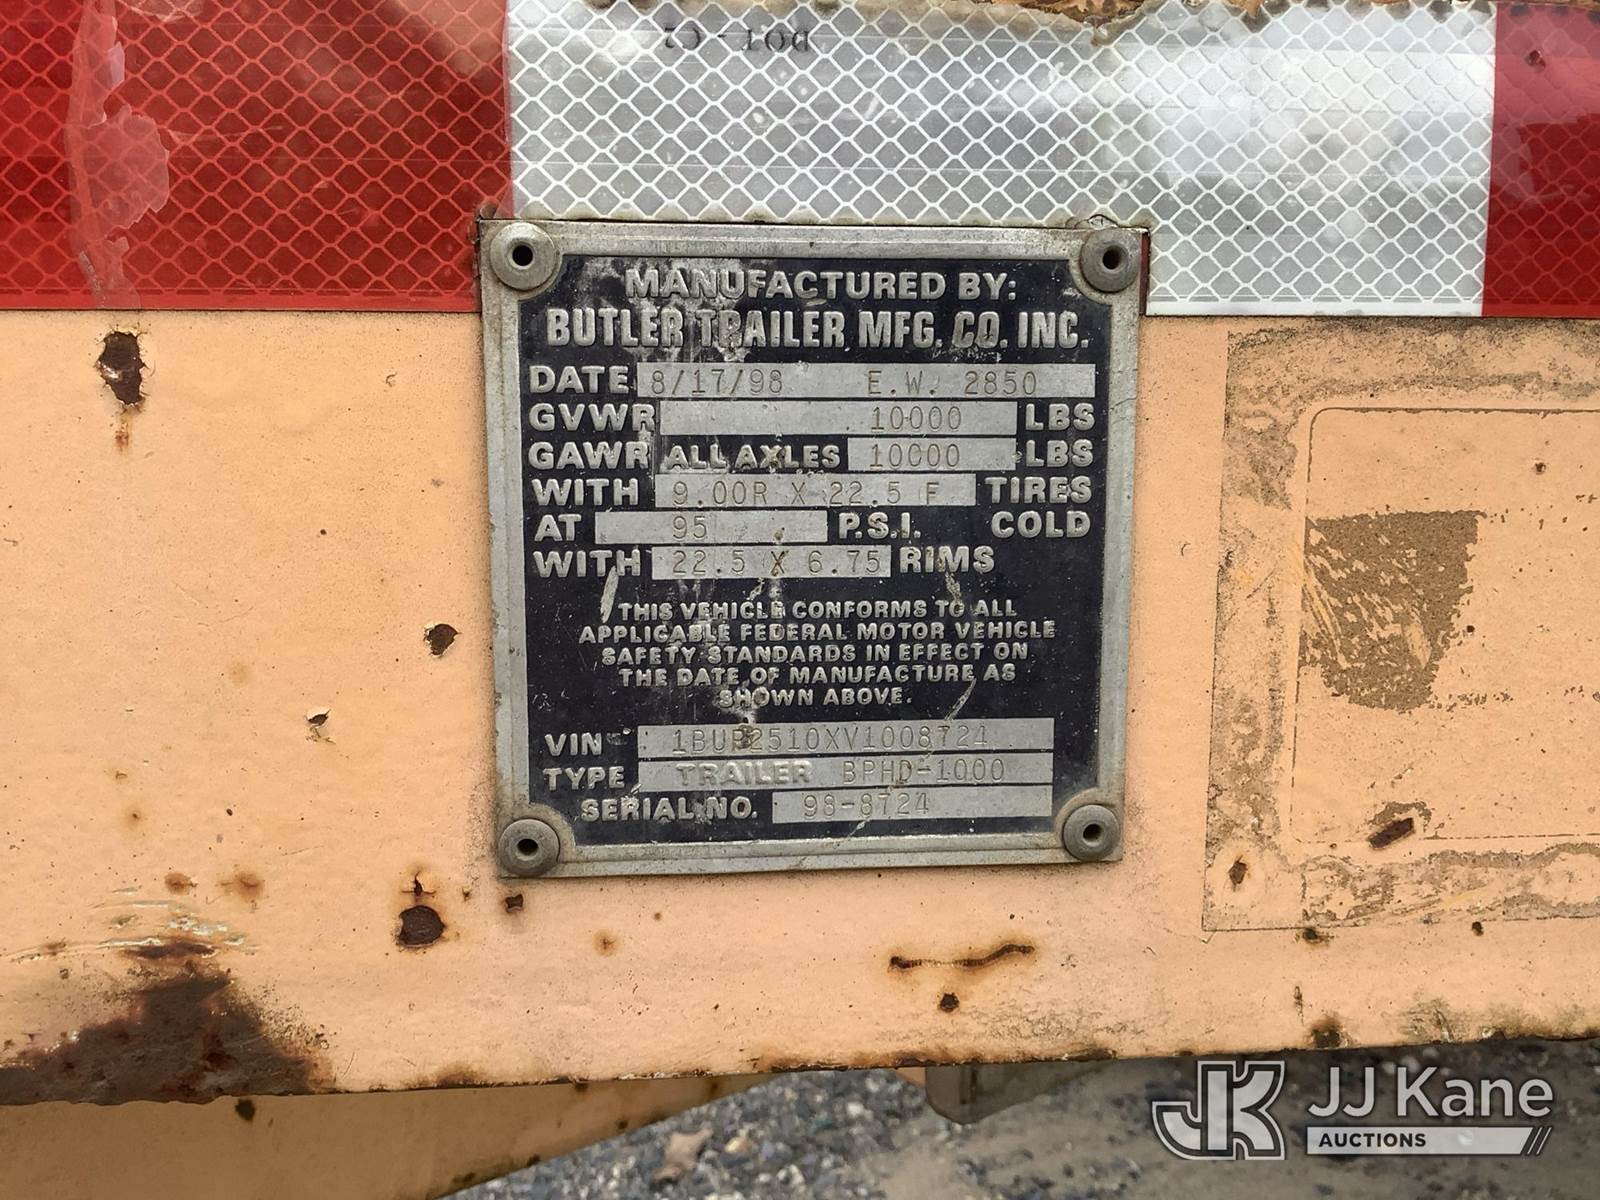 DOT-C2
MANUFACTURED BY:
BUTLER TRAILER MFG. CO. INC.
DATE 8/17/98 E.W. 2850
GVWR 10000 LBS
GAWR ALL AXLES 10000 LBS
WITH 9.00R X 22.5 F TIRES
AT 95 P.S.I. COLD
WITH 22.5 X 6.75 RIMS
THIS VEHICLE CONFORMS TO ALL
APPLICABLE FEDERAL MOTOR VEHICLE
SAFETY STANDARDS IN EFFECT ON
THE DATE OF MANUFACTURE AS
SHOWN ABOVE.
VIN 1BUP2510XV1008724
TYPE TRAILER BPHD-1000
SERIAL NO. 98-8724
JK JJ Kane
AUCTIONS